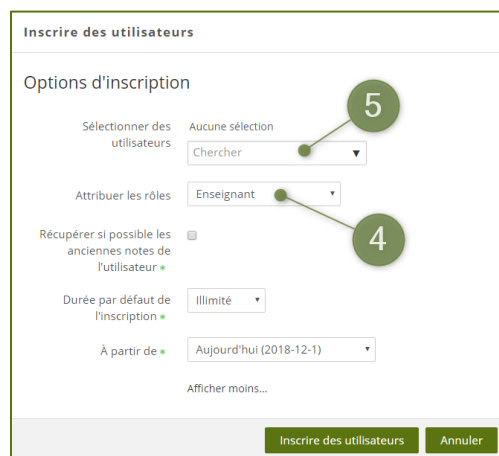 Inscrire des utilisateurs
Options d'inscription
5
Sélectionner des
utilisateurs
Aucune sélection
Chercher
Attribuer les rôles
Enseignant
4
Récupérer si possible les
anciennes notes de
l'utilisateur
Durée par défaut de
l'inscription
Illimité
À partir de
Aujourd'hui (2018-12-1)
Afficher moins...
Inscrire des utilisateurs
Annuler